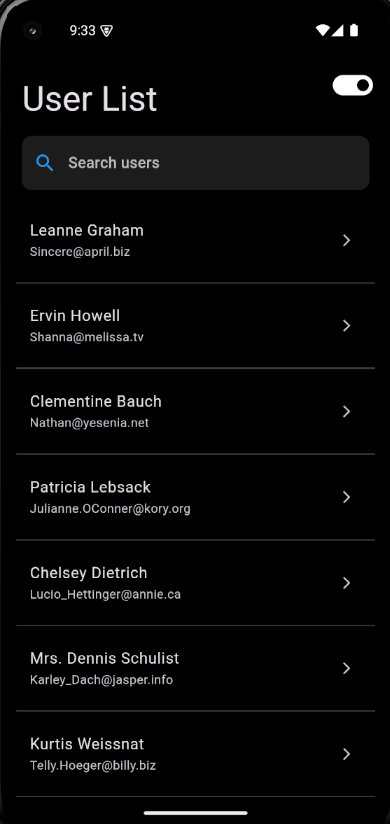 9:33
User List
Search users
Leanne Graham
Sincere@april.biz
Ervin Howell
Shanna@melissa.tv
Clementine Bauch
Nathan@yesenia.net
Patricia Lebsack
Julianne.OConner@kory.org
Chelsey Dietrich
Lucio_Hettinger@annie.ca
Mrs. Dennis Schulist
Karley_Dach@jasper.info
Kurtis Weissnat
Telly.Hoeger@billy.biz